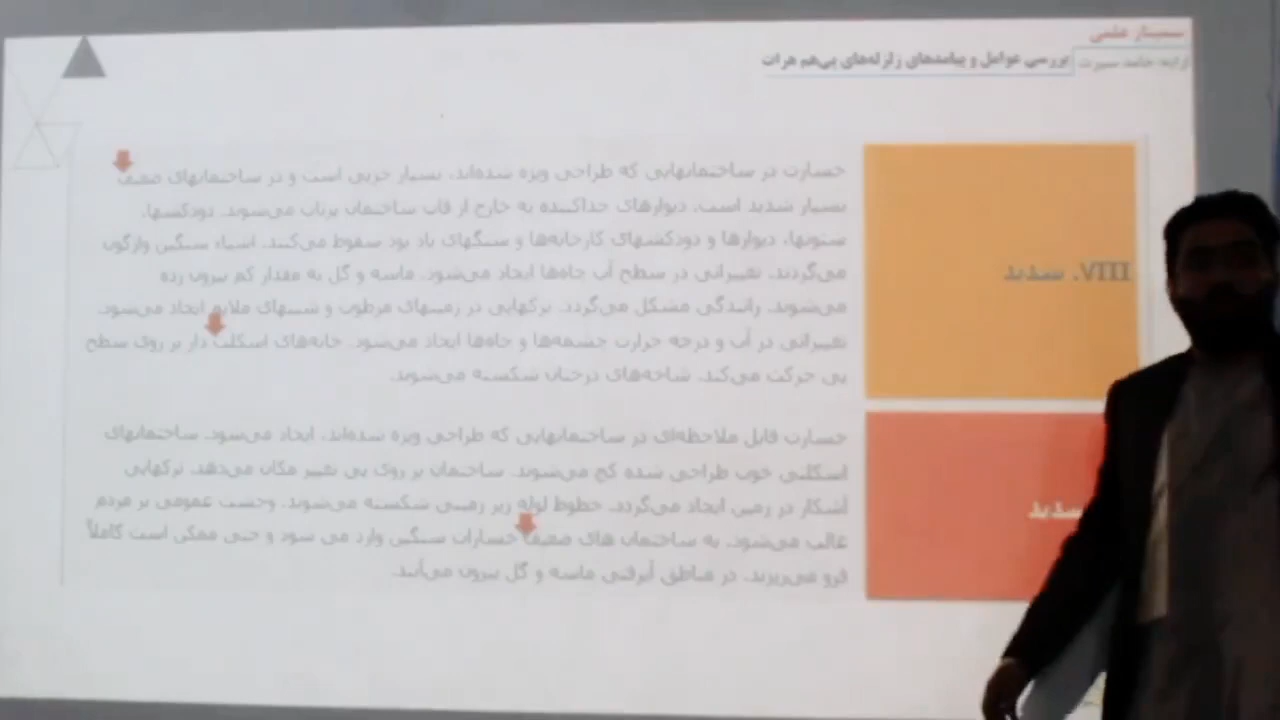 سمینار علمی
ارایه: حامد سیرت
بررسی عوامل و پیامدهای زلزله‌های پی‌هم هرات
خسارت در ساختمانهایی که طراحی ویژه شده‌اند، بسیار جزیی است و در ساختمانهای ضعیف
بسیار شدید است. دیوارهای جداکننده به خارج از قاب ساختمان پرتاب می‌شوند. دودکشها،
ستونها، دیوارها و دودکشهای کارخانه‌ها و سنگهای یاد بود سقوط می‌کنند. اشیاء سنگین واژگون
می‌گردند. تغییراتی در سطح آب چاه‌ها ایجاد می‌شود. ماسه و گل به مقدار کم بیرون زده
می‌شوند. رانندگی مشکل می‌گردد. ترکهایی در زمینهای مرطوب و شیبهای ملایم ایجاد می‌شود.
تغییراتی در آب و درجه حرارت چشمه‌ها و چاه‌ها ایجاد می‌شود. خانه‌های اسکلت دار بر روی سطح
پی حرکت می‌کند. شاخه‌های درختان شکسته می‌شوند.
VIII. شدید
خسارت قابل ملاحظه‌ای در ساختمانهایی که طراحی ویژه شده‌اند، ایجاد می‌شود. ساختمانهای
اسکلتی خوب طراحی شده کج می‌شوند. ساختمان بر روی پی تغییر مکان می‌دهد. ترکهایی
آشکار در زمین ایجاد می‌گردد. خطوط لوله زیر زمینی شکسته می‌شوند. وحشت عمومی بر مردم
غالب می‌شود. به ساختمان های ضعیف خسارات سنگین وارد می شود و حتی ممکن است کاملاً
فرو می‌ریزند. در مناطق آبرفتی ماسه و گل بیرون می‌آیند.
شدید